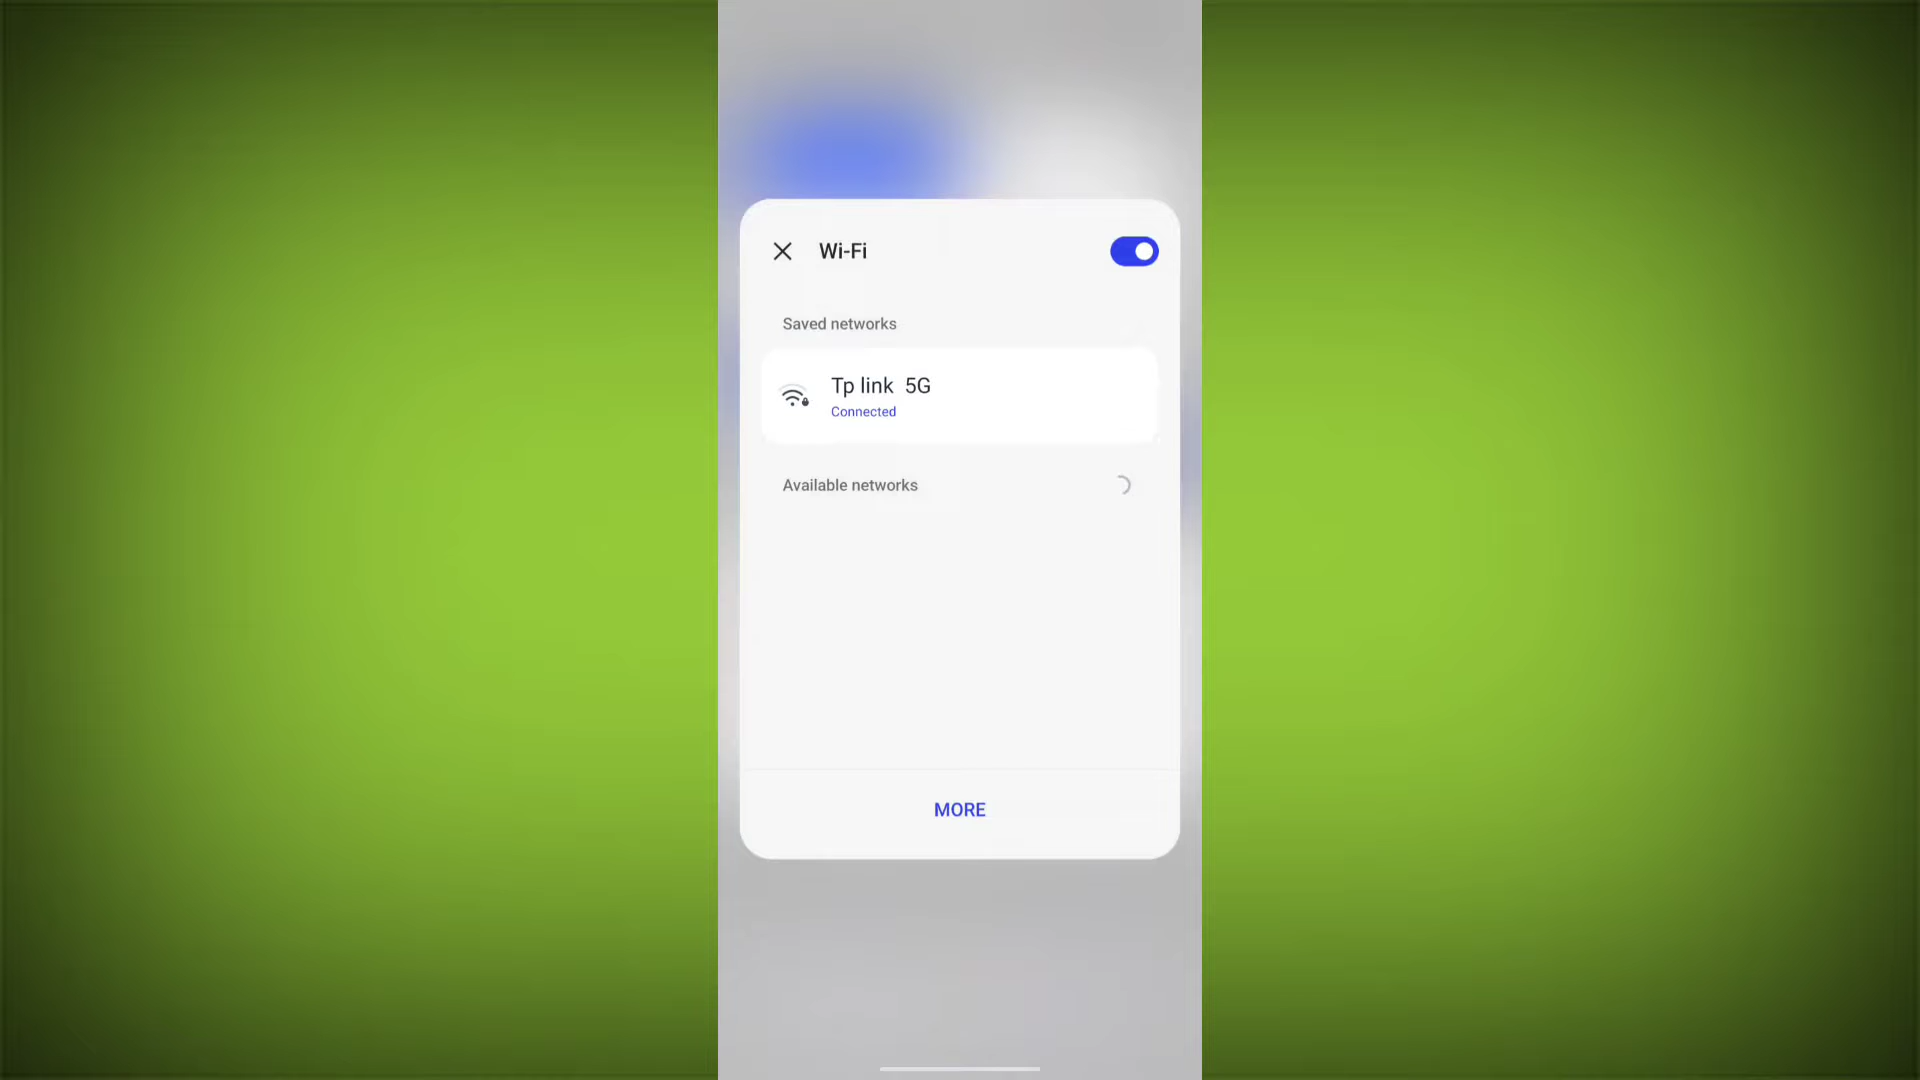 Wi-Fi
Saved networks
Tp link  5G
Connected
Available networks
MORE